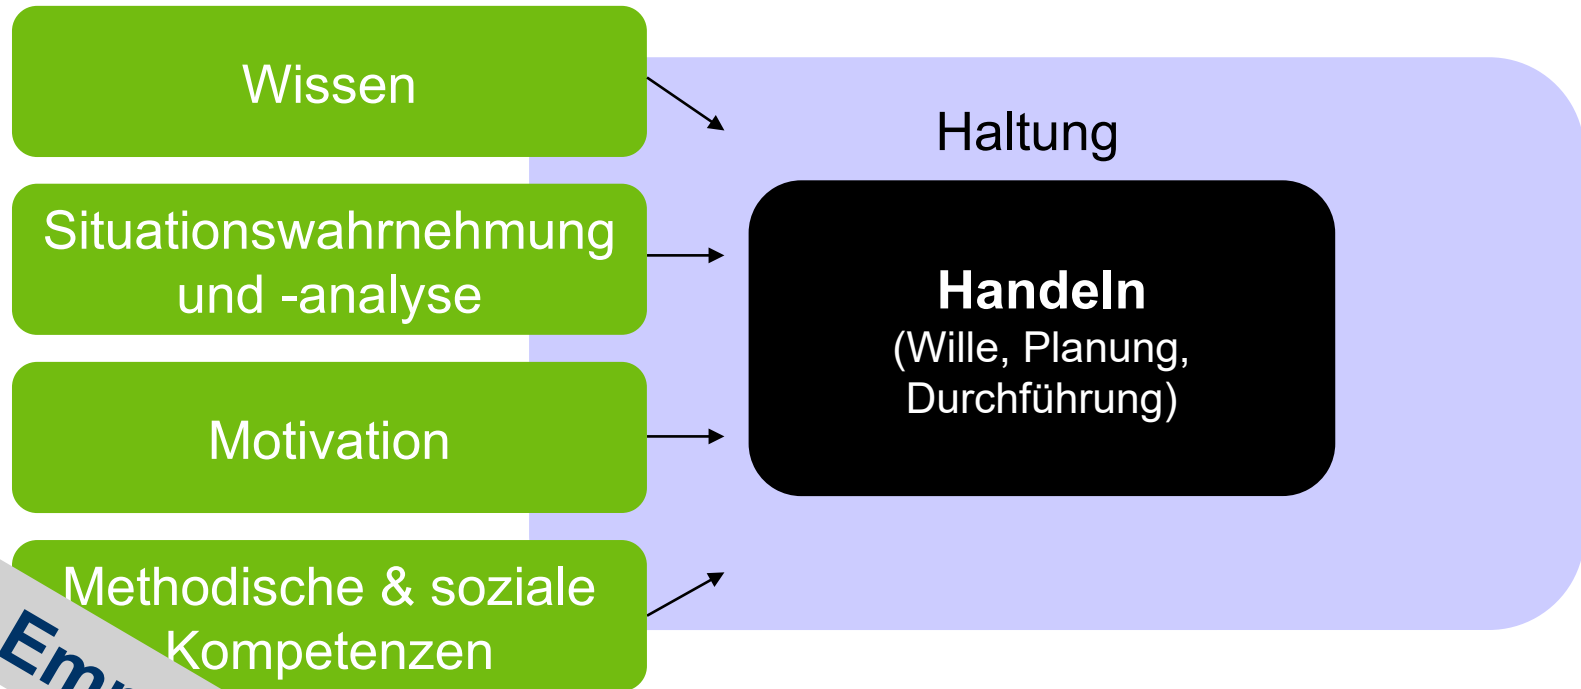 Wissen
Haltung
Situationswahrnehmung
und -analyse
Handeln
(Wille, Planung,
Durchführung)
Motivation
Methodische & soziale
Kompetenzen